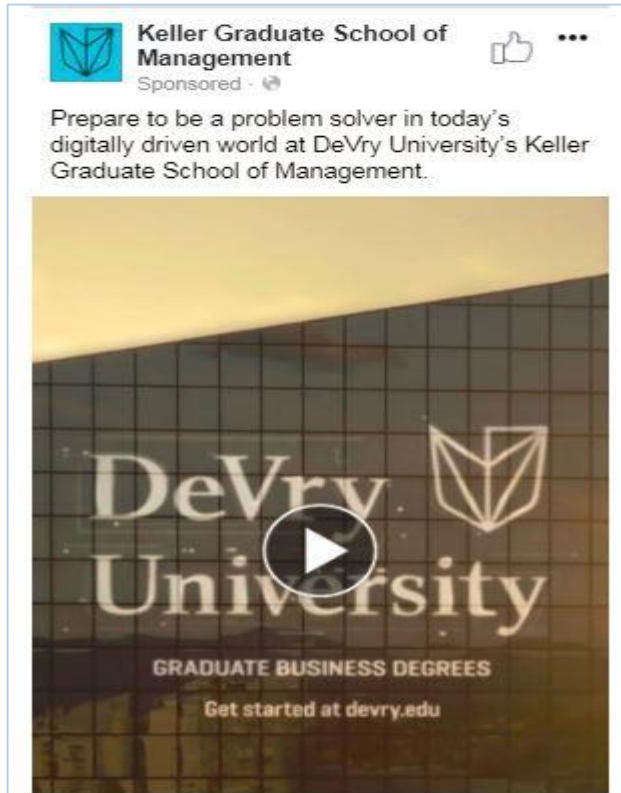 Keller Graduate School of
Management
Sponsored ·
Prepare to be a problem solver in today's
digitally driven world at DeVry University's Keller
Graduate School of Management.
DeVry
University
GRADUATE BUSINESS DEGREES
Get started at devry.edu